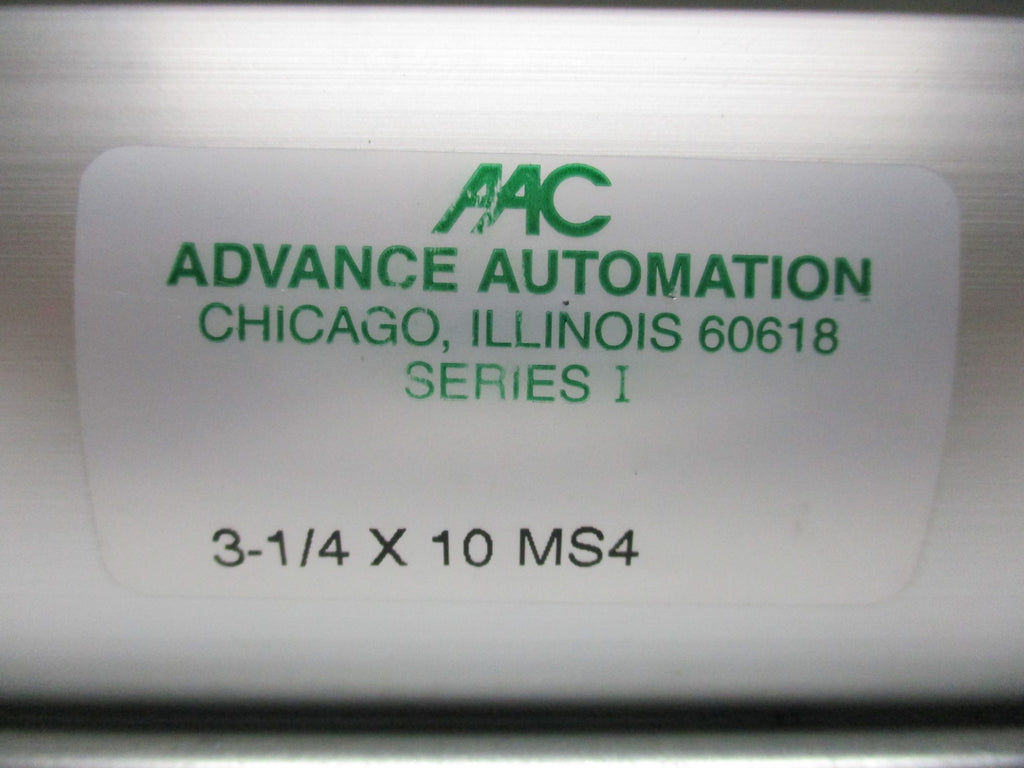 AAC
ADVANCE AUTOMATION
CHICAGO, ILLINOIS 60618
SERIES I
3-1/4 X 10 MS4